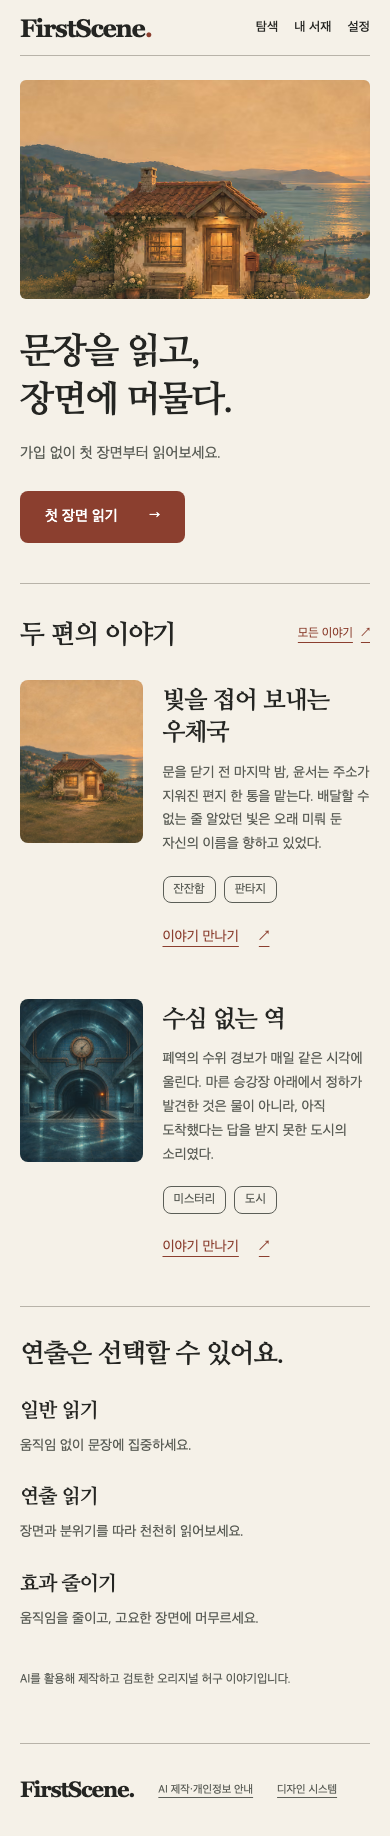 FirstScene.
탐색 내 서재 설정
문장을 읽고,
장면에 머물다.
가입 없이 첫 장면부터 읽어보세요.
첫 장면 읽기 →
두 편의 이야기
모든 이야기 ↗
빛을 접어 보내는
우체국
문을 닫기 전 마지막 밤, 윤서는 주소가
지워진 편지 한 통을 맡는다. 배달할 수
없는 줄 알았던 빛은 오래 미뤄 둔
자신의 이름을 향하고 있었다.
잔잔함 판타지
이야기 만나기 ↗
수심 없는 역
폐역의 수위 경보가 매일 같은 시각에
울린다. 마른 승강장 아래에서 정하가
발견한 것은 물이 아니라, 아직
도착했다는 답을 받지 못한 도시의
소리였다.
미스터리 도시
이야기 만나기 ↗
연출은 선택할 수 있어요.
일반 읽기
움직임 없이 문장에 집중하세요.
연출 읽기
장면과 분위기를 따라 천천히 읽어보세요.
효과 줄이기
움직임을 줄이고, 고요한 장면에 머무르세요.
AI를 활용해 제작하고 검토한 오리지널 허구 이야기입니다.
FirstScene. AI 제작·개인정보 안내 디자인 시스템